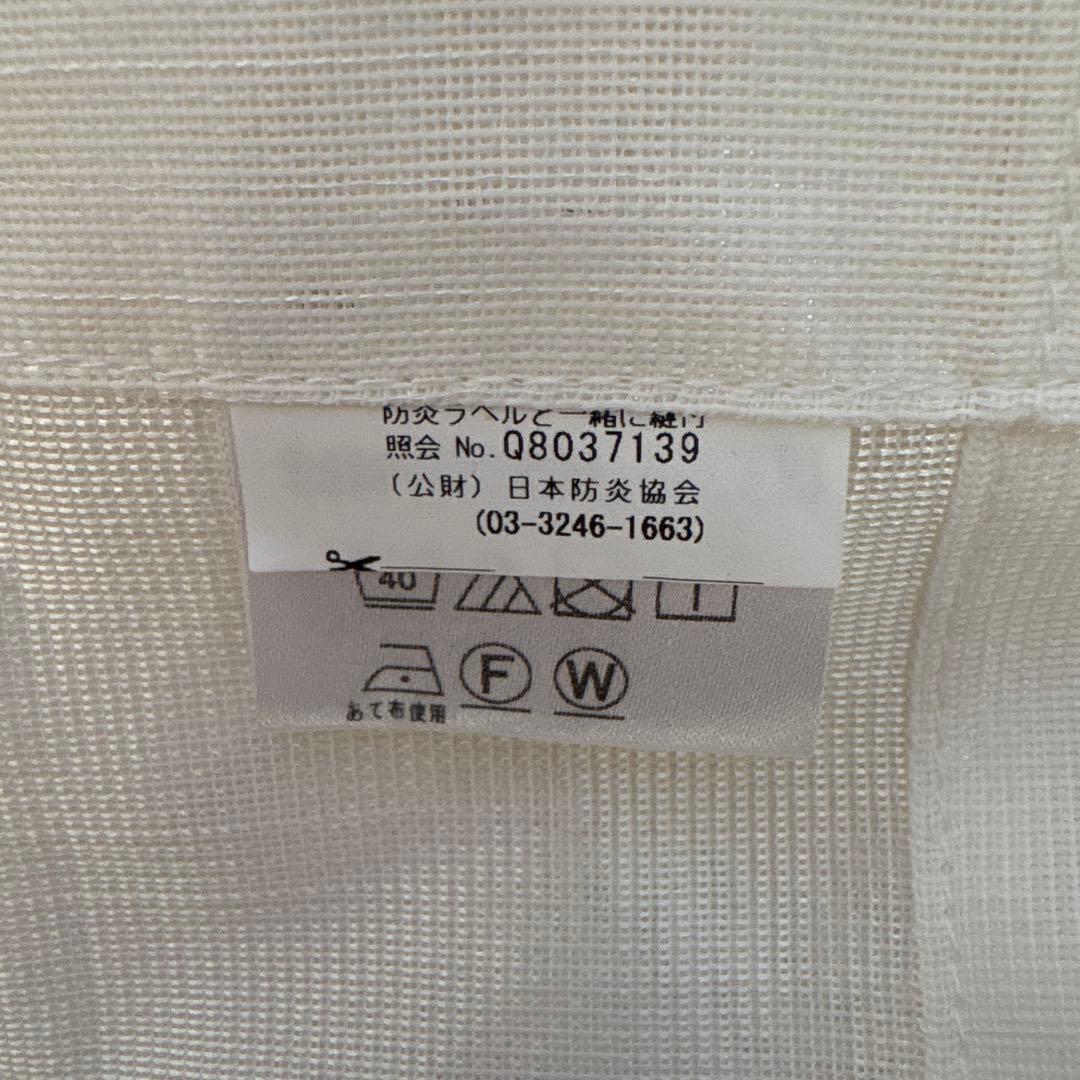 防炎ラベルと一緒に縫付
照会 No.Q8037139
（公財）日本防炎協会
(03-3246-1663)
40
F W
あて布使用